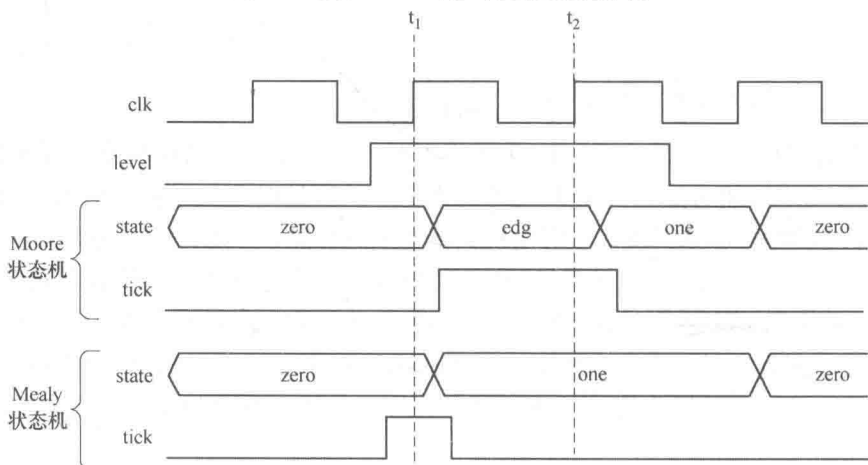 t1 t2
clk
level
state zero edg one zero
Moore
状态机
tick
state zero one zero
Mealy
状态机
tick